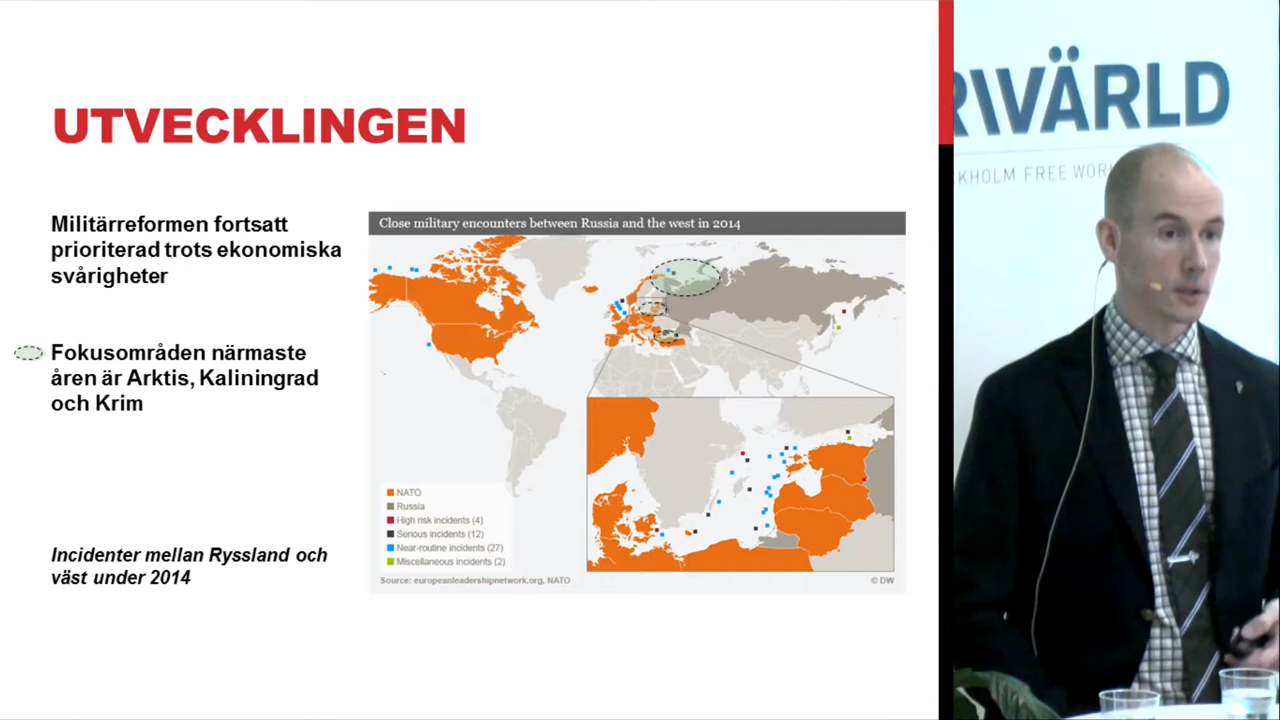 UTVECKLINGEN
Militärreformen fortsatt
prioriterad trots ekonomiska
svårigheter
Fokusområden närmaste
åren är Arktis, Kaliningrad
och Krim
Incidenter mellan Ryssland och
väst under 2014
Close military encounters between Russia and the west in 2014
NATO
Russia
High risk incidents (4)
Serious incidents (12)
Near-routine incidents (27)
Miscellaneous incidents (2)
Source: europeanleadershipnetwork.org, NATO
© DW
RIVÄRLD
KHOLM FREE WOR